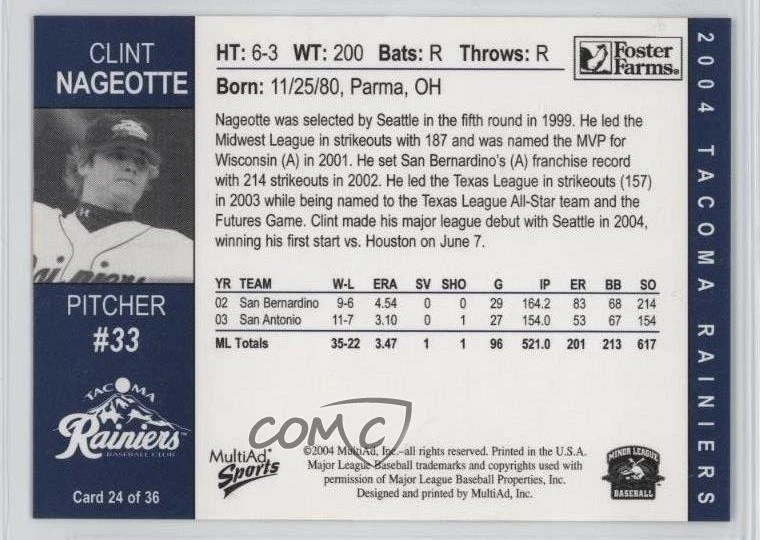 CLINT
NAGEOTTE
PITCHER
#33
TACOMA
Rainiers™
BASEBALL CLUB
Card 24 of 36
HT: 6-3 WT: 200 Bats: R Throws: R
Born: 11/25/80, Parma, OH
Foster
Farms®
Nageotte was selected by Seattle in the fifth round in 1999. He led the
Midwest League in strikeouts with 187 and was named the MVP for
Wisconsin (A) in 2001. He set San Bernardino's (A) franchise record
with 214 strikeouts in 2002. He led the Texas League in strikeouts (157)
in 2003 while being named to the Texas League All-Star team and the
Futures Game. Clint made his major league debut with Seattle in 2004,
winning his first start vs. Houston on June 7.
YR TEAM W-L ERA SV SHO G IP ER BB SO
02 San Bernardino 9-6 4.54 0 0 29 164.2 83 68 214
03 San Antonio 11-7 3.10 0 1 27 154.0 53 67 154
ML Totals 35-22 3.47 1 1 96 521.0 201 213 617
COMC
MultiAd®
Sports
©2004 MultiAd, Inc.–all rights reserved. Printed in the U.S.A.
Major League Baseball trademarks and copyrights used with
permission of Major League Baseball Properties, Inc.
Designed and printed by MultiAd, Inc.
MINOR LEAGUE
BASEBALL
2004 TACOMA RAINIERS